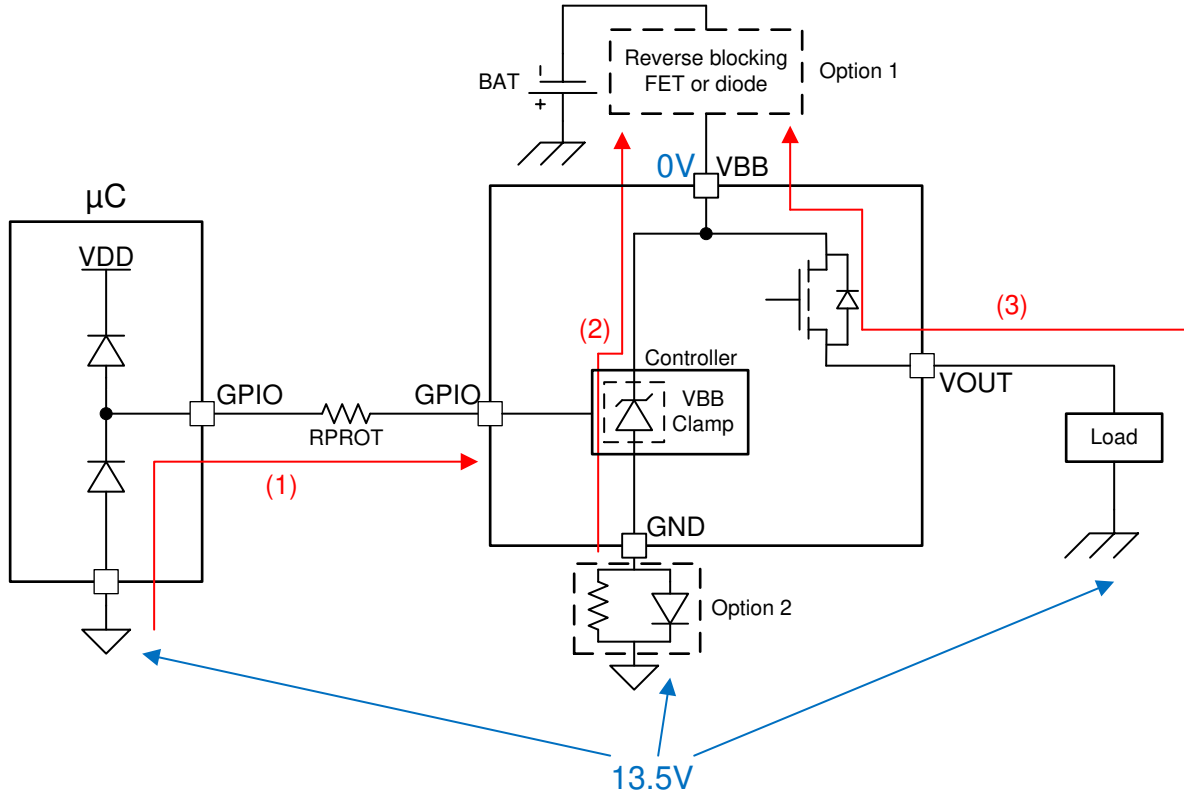 Reverse blocking
FET or diode
Option 1
BAT
-
+
0V
VBB
µC
VDD
(3)
(2)
Controller
VBB
Clamp
VOUT
GPIO
GPIO
RPROT
Load
(1)
GND
Option 2
13.5V